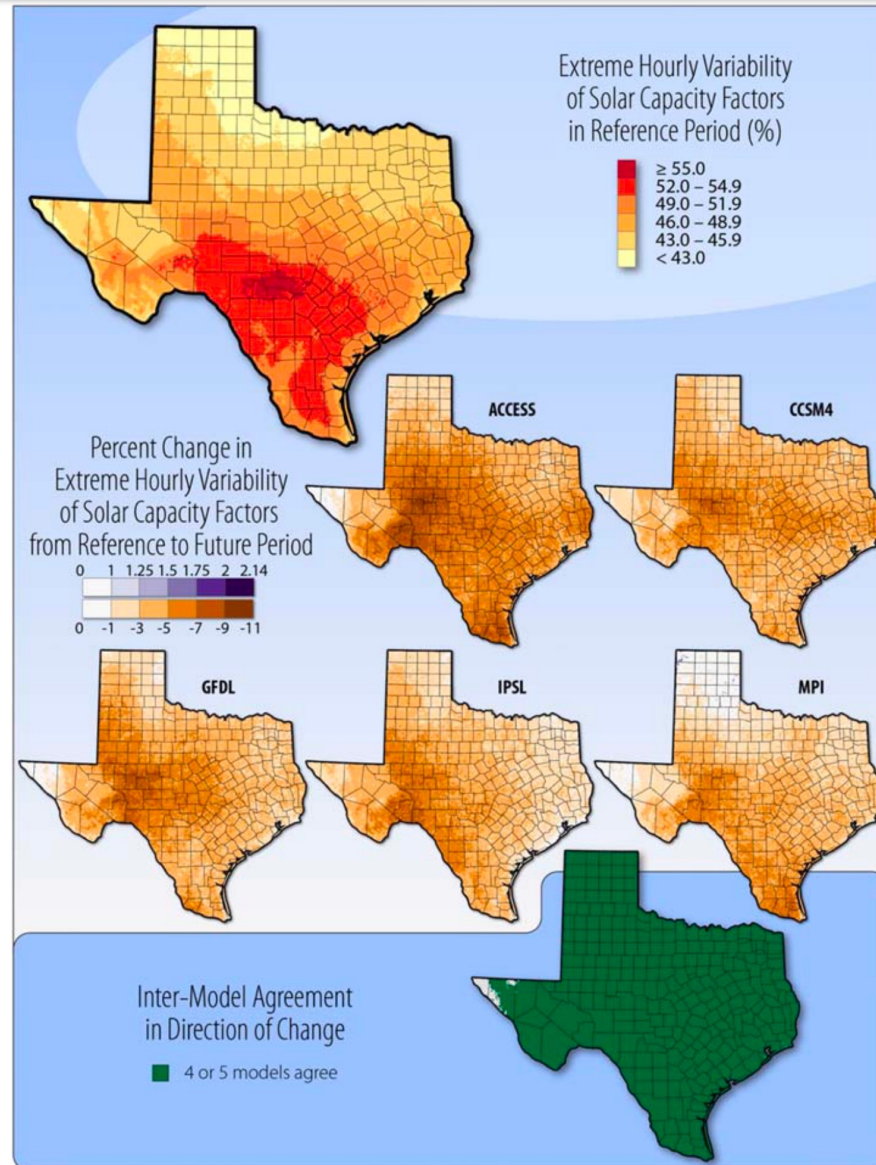 Extreme Hourly Variability
of Solar Capacity Factors
in Reference Period (%)
≥ 55.0
52.0 – 54.9
49.0 – 51.9
46.0 – 48.9
43.0 – 45.9
< 43.0
ACCESS
CCSM4
Percent Change in
Extreme Hourly Variability
of Solar Capacity Factors
from Reference to Future Period
0 1 1.25 1.5 1.75 2 2.14
0 -1 -3 -5 -7 -9 -11
GFDL
IPSL
MPI
Inter-Model Agreement
in Direction of Change
4 or 5 models agree